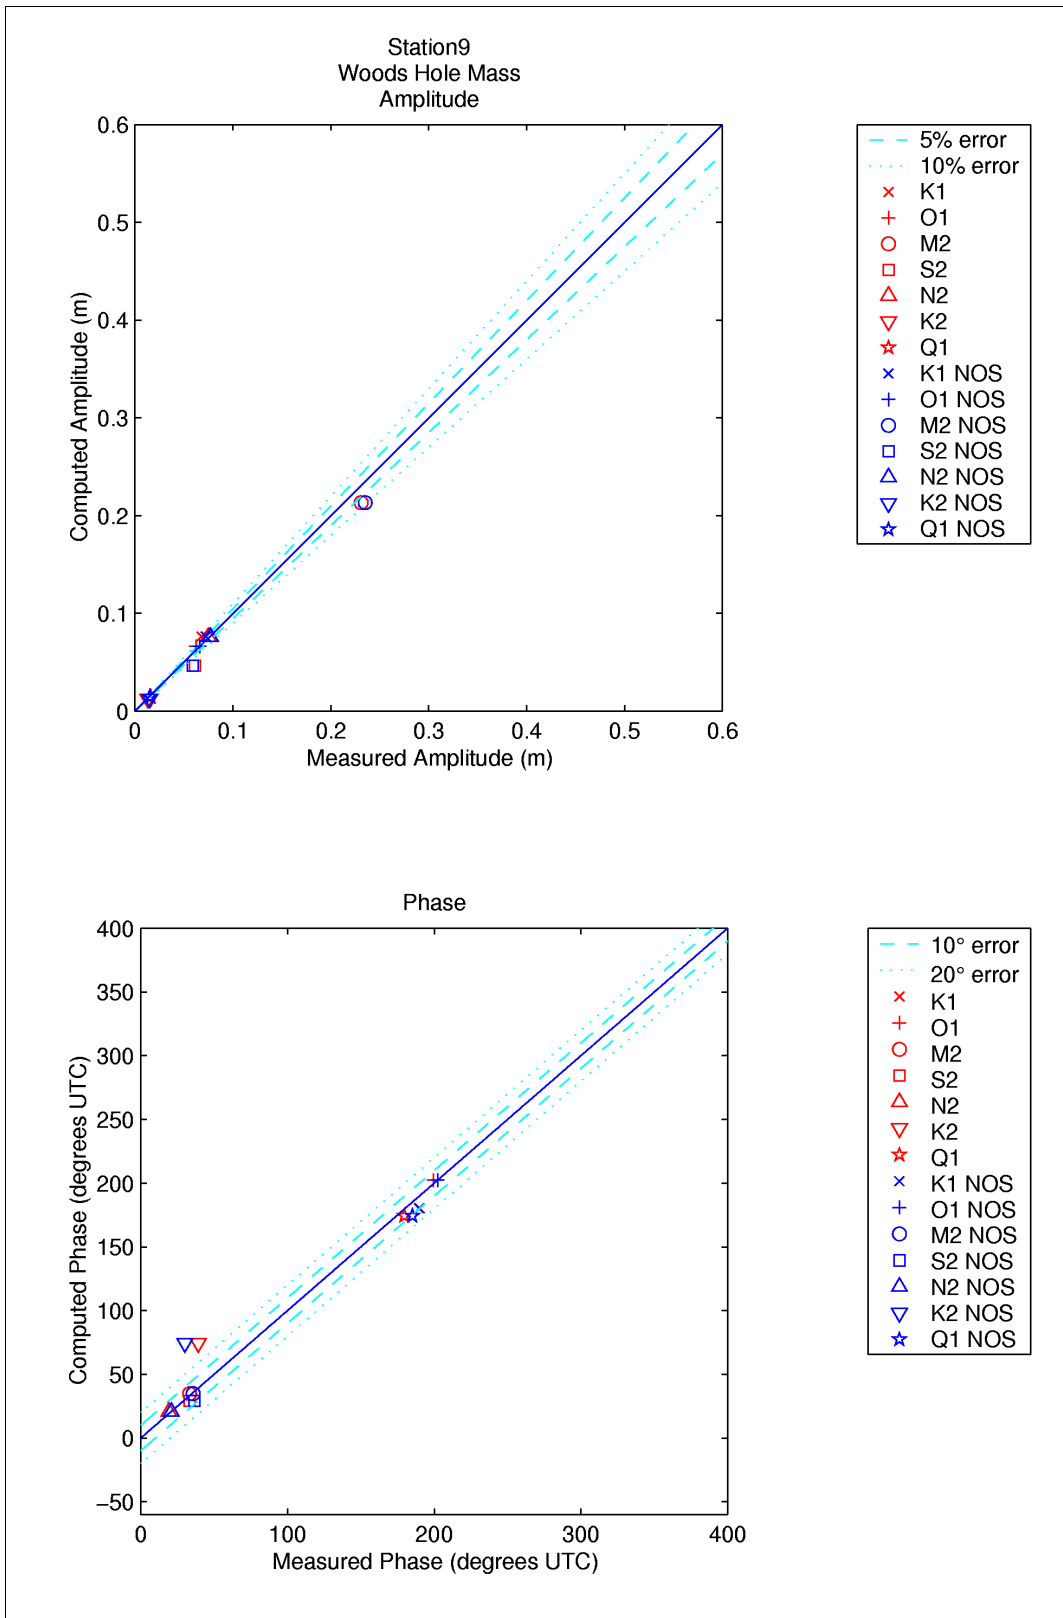 Station9
Woods Hole Mass
Amplitude
0.6
0.5
0.4
0.3
0.2
0.1
0
0 0.1 0.2 0.3 0.4 0.5 0.6
Computed Amplitude (m)
Measured Amplitude (m)
5% error
10% error
K1
O1
M2
S2
N2
K2
Q1
K1 NOS
O1 NOS
M2 NOS
S2 NOS
N2 NOS
K2 NOS
Q1 NOS
Phase
400
350
300
250
200
150
100
50
0
−50
0 100 200 300 400
Computed Phase (degrees UTC)
Measured Phase (degrees UTC)
10° error
20° error
K1
O1
M2
S2
N2
K2
Q1
K1 NOS
O1 NOS
M2 NOS
S2 NOS
N2 NOS
K2 NOS
Q1 NOS